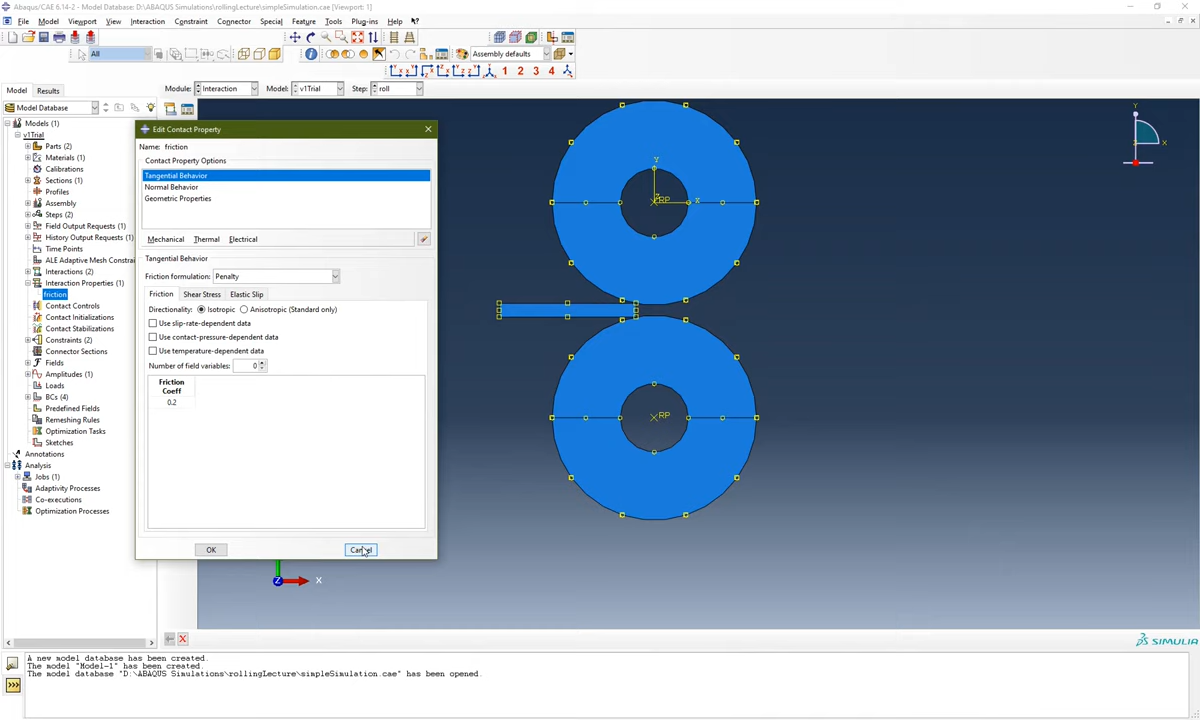 Abaqus/CAE 6.14-2 - Model Database: D:\ABAQUS Simulations\rollingLecture\simpleSimulation.cae [Viewport: 1]
File Model Viewport View Interaction Constraint Connector Special Feature Tools Plug-ins Help
All
Assembly defaults
1 2 3 4
Model Results Module: Interaction Model: v1Trial Step: roll
Model Database
Models (1)
v1Trial
Parts (2)
Materials (1)
Calibrations
Sections (1)
Profiles
Assembly
Steps (2)
Field Output Requests (1)
History Output Requests (1)
Time Points
ALE Adaptive Mesh Constrai
Interactions (2)
Interaction Properties (1)
friction
Contact Controls
Contact Initializations
Contact Stabilizations
Constraints (2)
Connector Sections
Fields
Amplitudes (1)
Loads
BCs (4)
Predefined Fields
Remeshing Rules
Optimization Tasks
Sketches
Annotations
Analysis
Jobs (1)
Adaptivity Processes
Co-executions
Optimization Processes
Edit Contact Property
Name: friction
Contact Property Options
Tangential Behavior
Normal Behavior
Geometric Properties
Mechanical Thermal Electrical
Tangential Behavior
Friction formulation: Penalty
Friction Shear Stress Elastic Slip
Directionality: Isotropic Anisotropic (Standard only)
Use slip-rate-dependent data
Use contact-pressure-dependent data
Use temperature-dependent data
Number of field variables: 0
Friction
Coeff
0.2
OK Cancel
Y
X
RP
RP
Y
X
Z X
SIMULIA
A new model database has been created.
The model "Model-1" has been created.
The model database "D:\ABAQUS Simulations\rollingLecture\simpleSimulation.cae" has been opened.